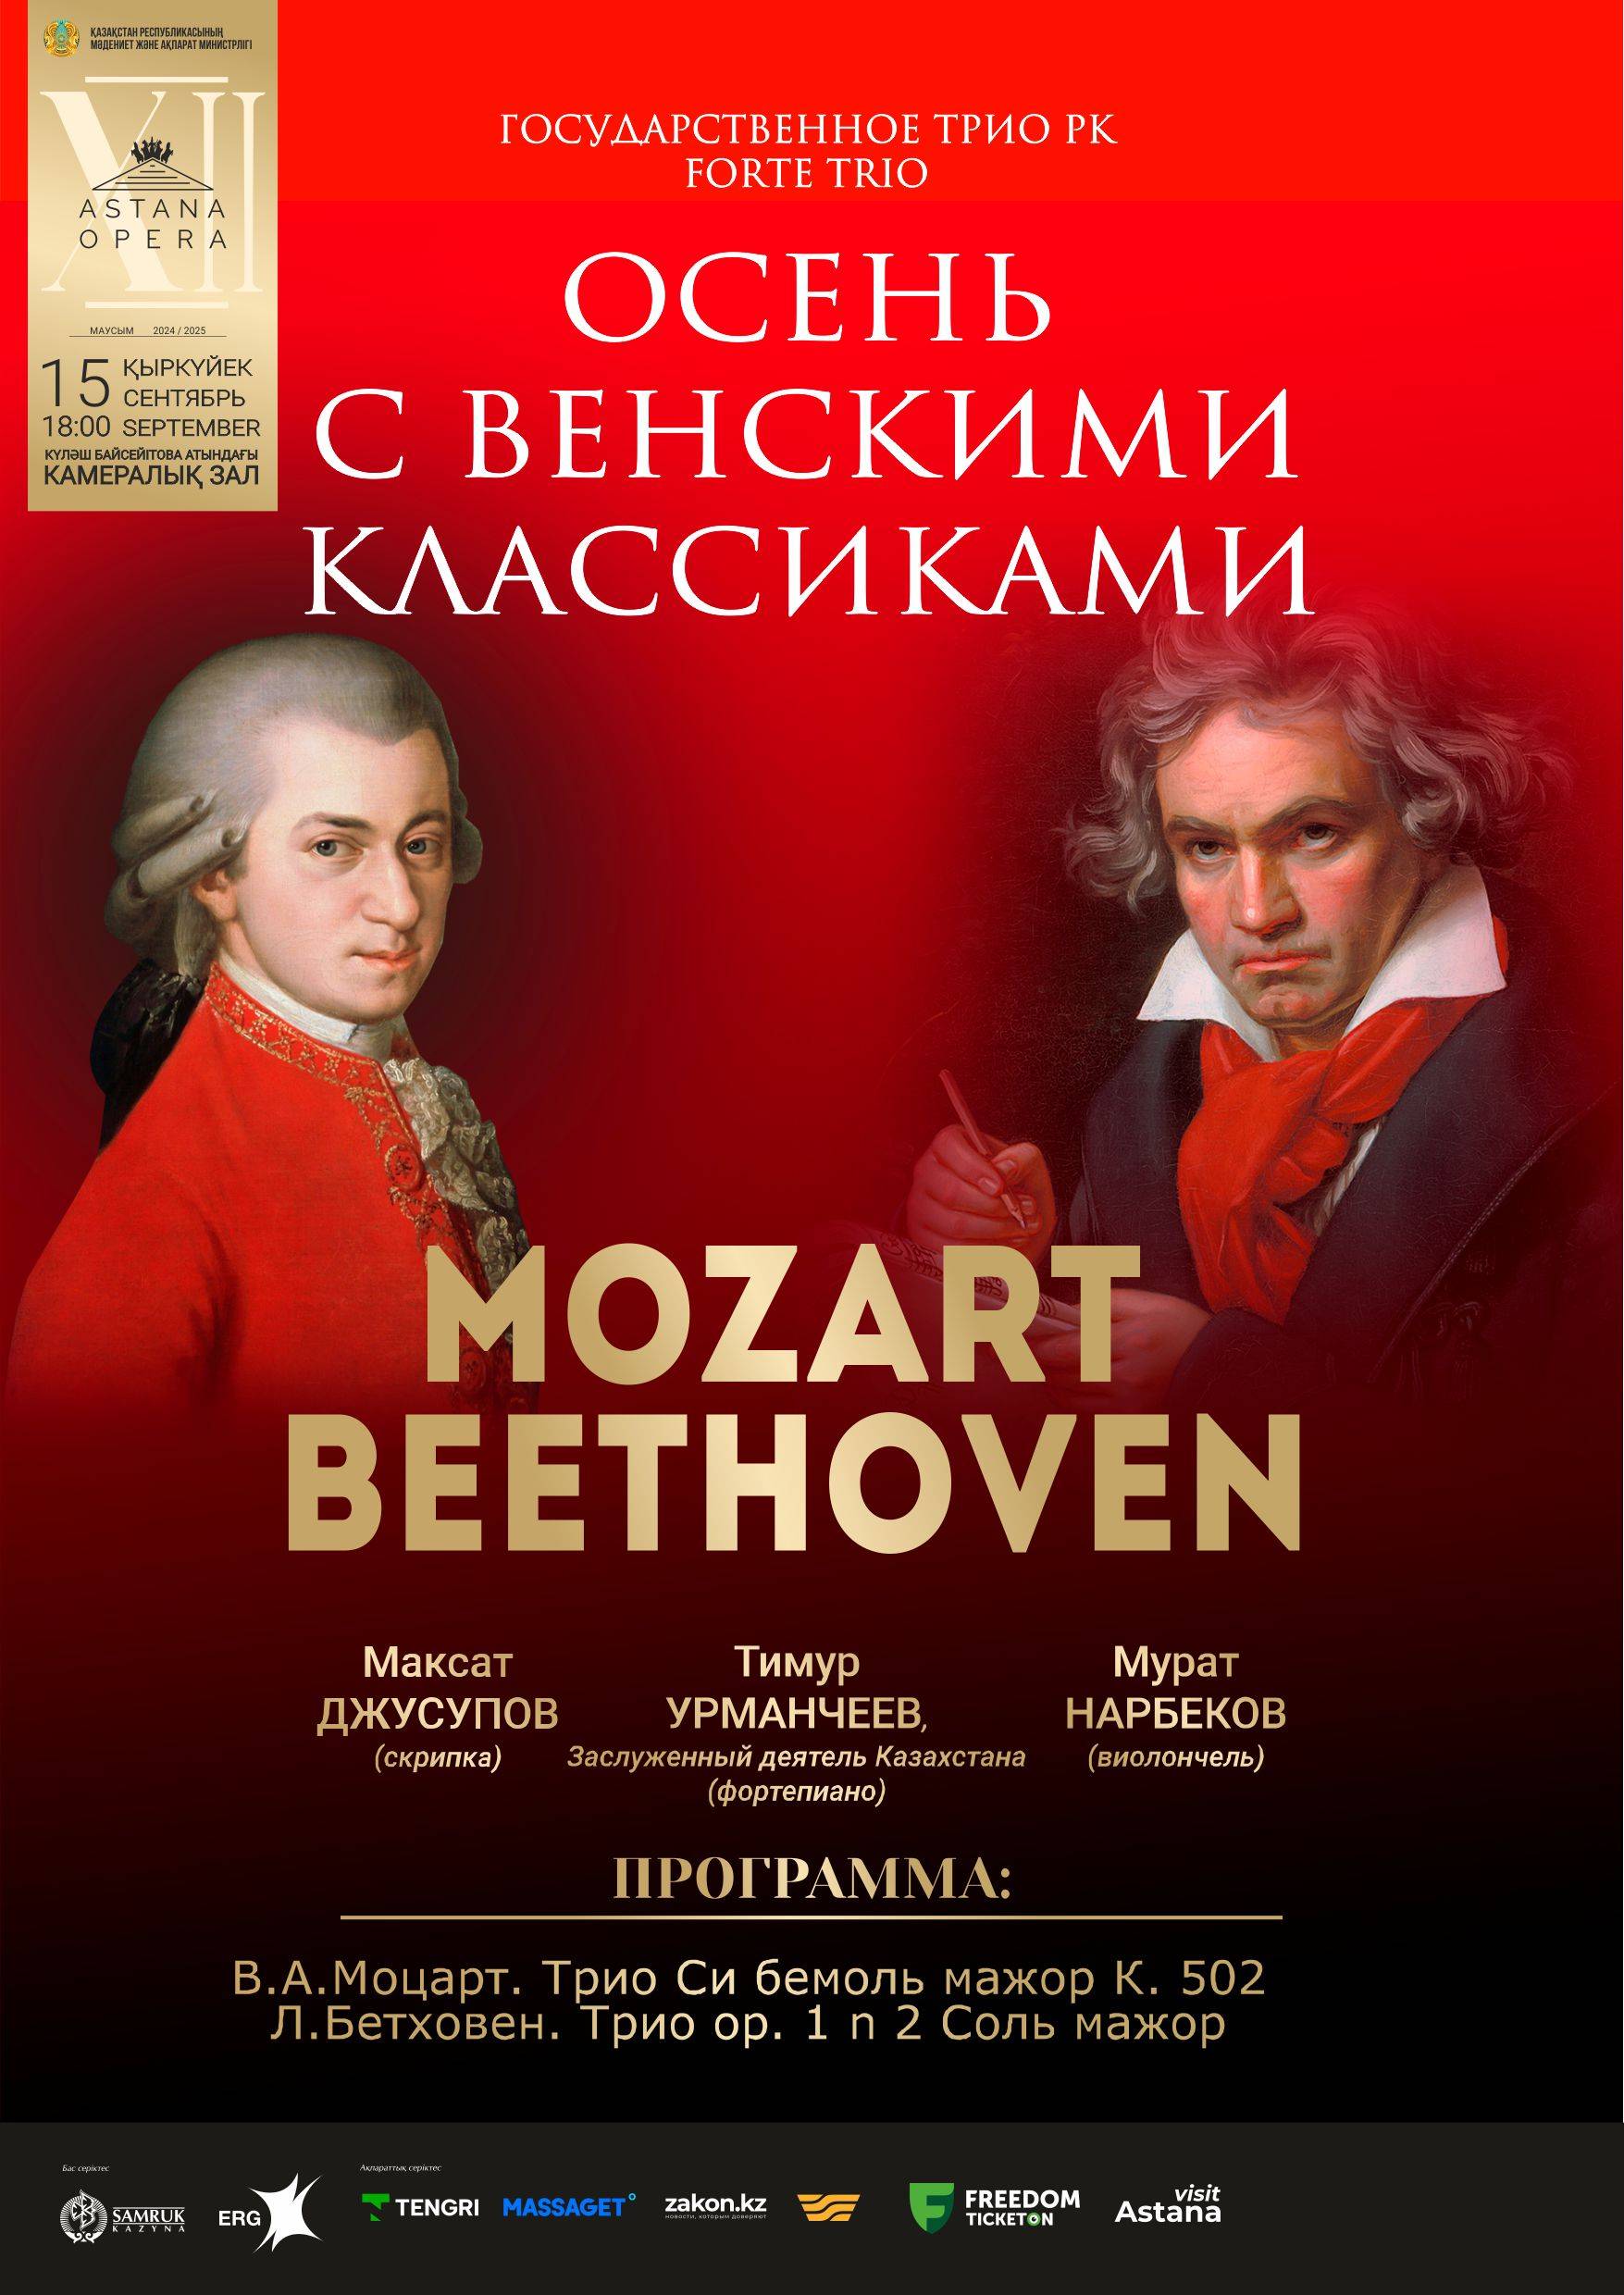 ҚАЗАҚСТАН РЕСПУБЛИКАСЫНЫҢ
МӘДЕНИЕТ ЖӘНЕ АҚПАРАТ МИНИСТРЛІГІ
XII
ASTANA
OPERA
МАУСЫМ 2024 / 2025
15 ҚЫРКҮЙЕК
СЕНТЯБРЬ
18:00 SEPTEMBER
КҮЛӘШ БАЙСЕЙІТОВА АТЫНДАҒЫ
КАМЕРАЛЫҚ ЗАЛ
ГОСУДАРСТВЕННОЕ ТРИО РК
FORTE TRIO
ОСЕНЬ
С ВЕНСКИМИ
КЛАССИКАМИ
MOZART
BEETHOVEN
Максат
ДЖУСУПОВ
(скрипка)
Тимур
УРМАНЧЕЕВ,
Заслуженный деятель Казахстана
(фортепиано)
Мурат
НАРБЕКОВ
(виолончель)
ПРОГРАММА:
В.А.Моцарт. Трио Си бемоль мажор К. 502
Л.Бетховен. Трио ор. 1 n 2 Соль мажор
Бас серіктес
SAMRUK
KAZYNA
ERG
Ақпараттық серіктес
TENGRI
MASSAGET
zakon.kz
новости, которым доверяют
FREEDOM
TICKETON
visit
Astana